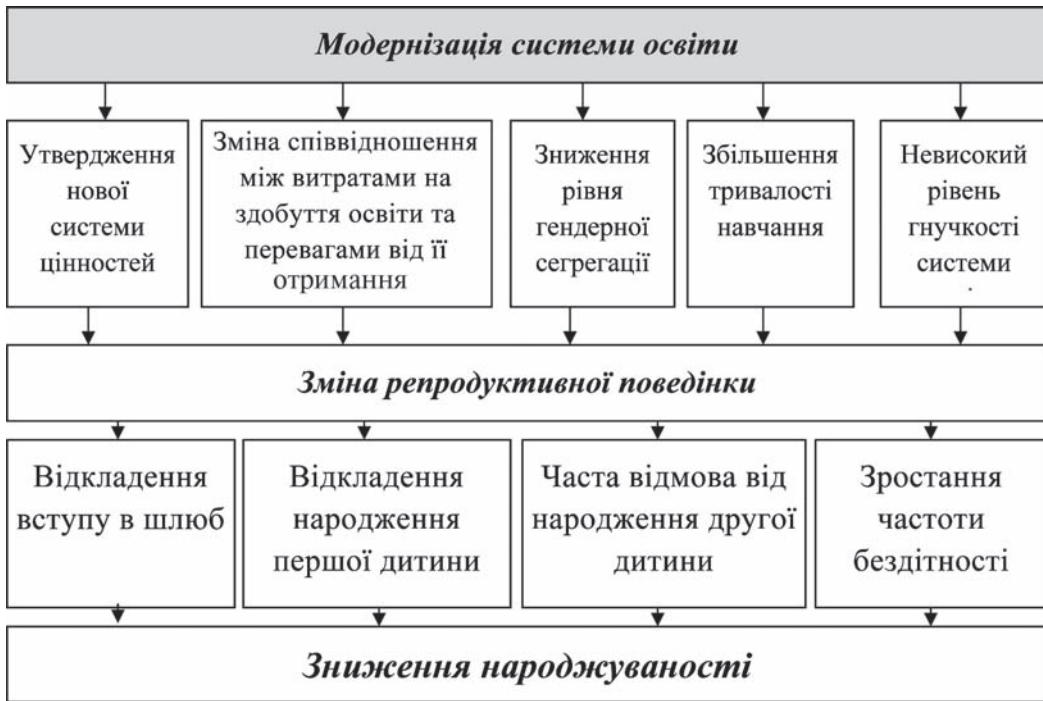 Модернізація системи освіти
Утвердження
нової
системи
цінностей
Зміна співвідношення
між витратами на
здобуття освіти та
перевагами від її
отримання
Зниження
рівня
гендерної
сегрегації
Збільшення
тривалості
навчання
Невисокий
рівень
гнучкості
системи
Зміна репродуктивної поведінки
Відкладення
вступу в шлюб
Відкладення
народження
першої дитини
Часта відмова від
народження другої
дитини
Зростання
частоти
бездітності
Зниження народжуваності